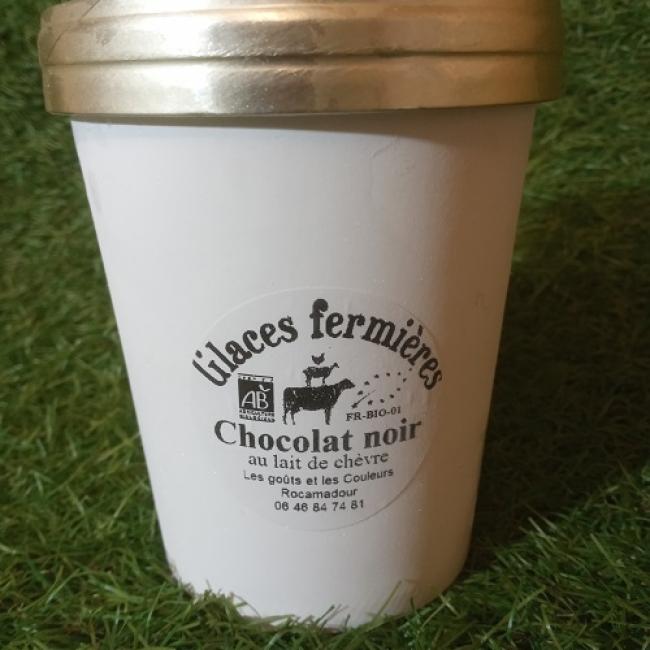 Glaces fermières
AB
FR-BIO-01
Chocolat noir
au lait de chèvre
Les goûts et les Couleurs
Rocamadour
06 46 84 74 81